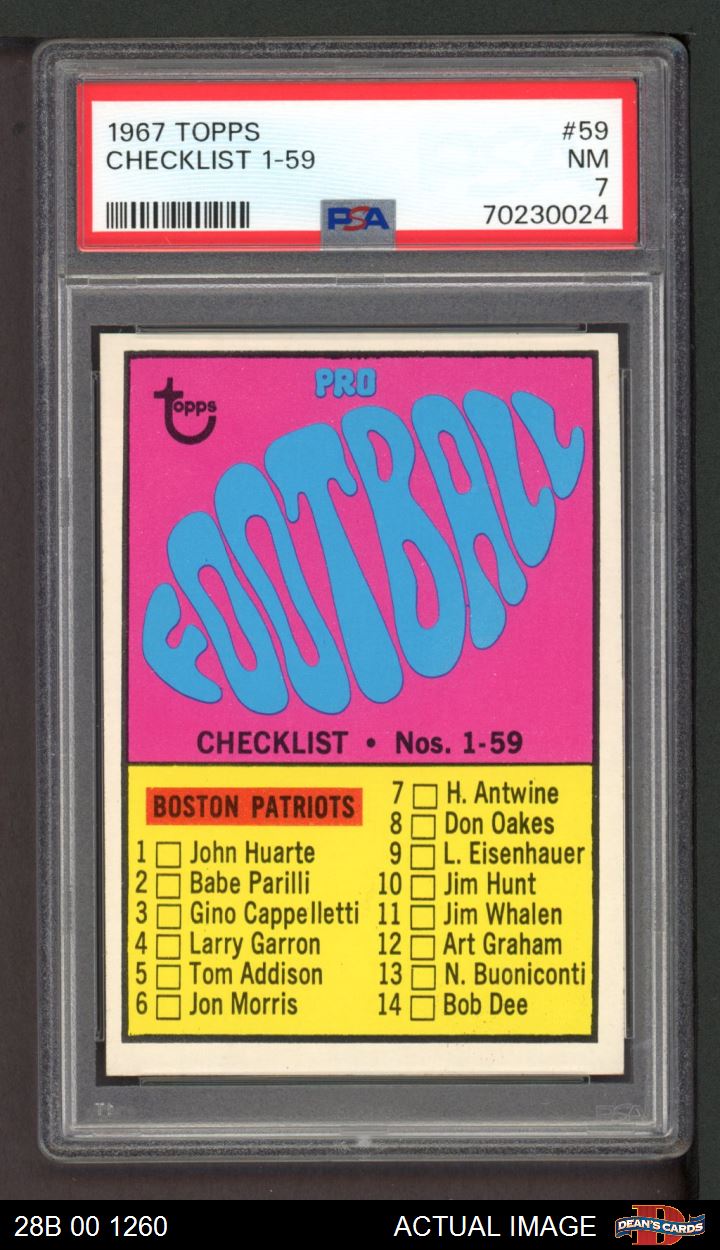 1967 TOPPS #59
CHECKLIST 1-59 NM
7
PSA 70230024
topps
PRO
FOOTBALL
CHECKLIST • Nos. 1-59
BOSTON PATRIOTS
1 John Huarte
2 Babe Parilli
3 Gino Cappelletti
4 Larry Garron
5 Tom Addison
6 Jon Morris
7 H. Antwine
8 Don Oakes
9 L. Eisenhauer
10 Jim Hunt
11 Jim Whalen
12 Art Graham
13 N. Buoniconti
14 Bob Dee
PSA
28B 00 1260 ACTUAL IMAGE DEAN'S CARDS